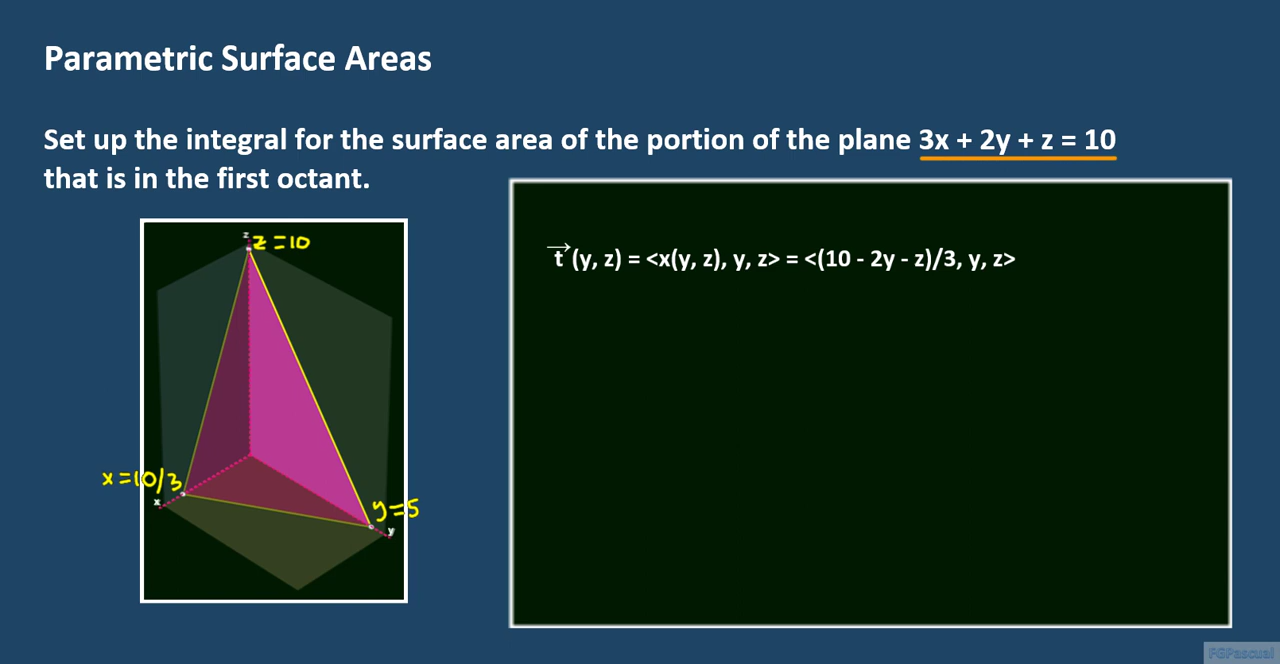 Parametric Surface Areas
Set up the integral for the surface area of the portion of the plane 3x + 2y + z = 10
that is in the first octant.
z
z = 10
t⃗ (y, z) = <x(y, z), y, z> = <(10 - 2y - z)/3, y, z>
x = 10/3
x
y = 5
y
FGPascual